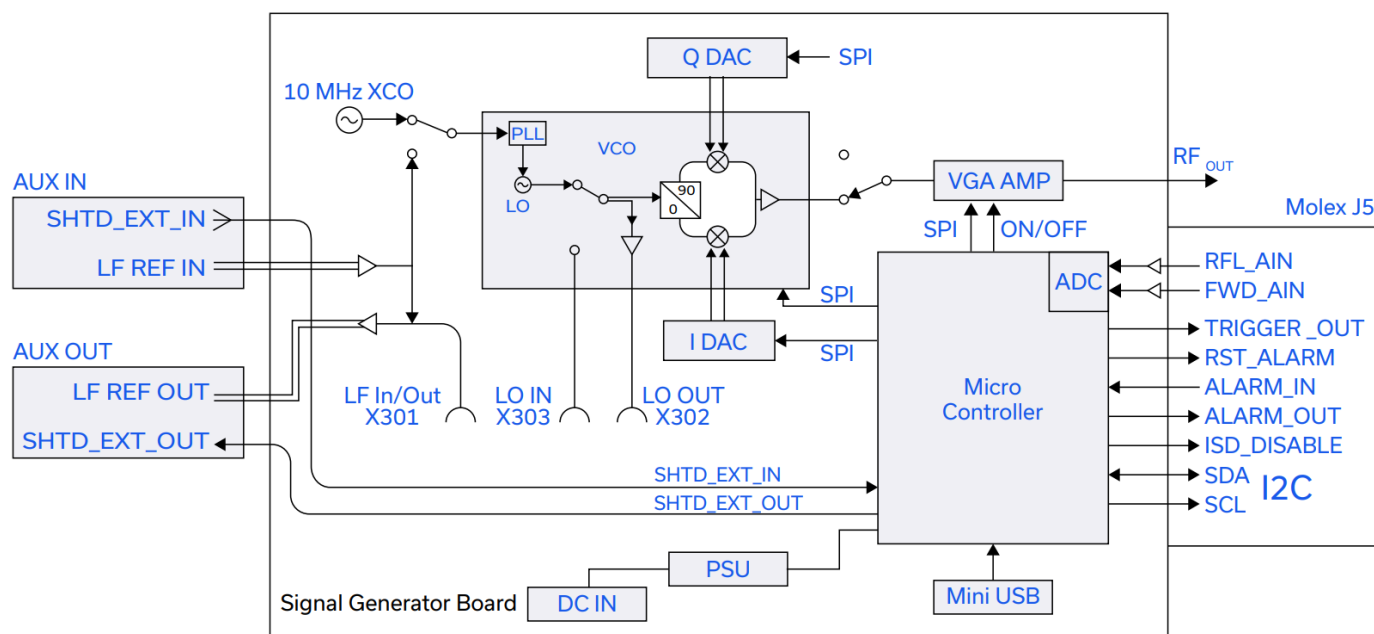 Q DAC
SPI
10 MHz XCO
PLL
VCO
LO
90
0
VGA AMP
RF OUT
AUX IN
SHTD_EXT_IN
LF REF IN
SPI
ON/OFF
Molex J5
ADC
RFL_AIN
FWD_AIN
SPI
I DAC
SPI
TRIGGER_OUT
RST_ALARM
ALARM_IN
ALARM_OUT
ISD_DISABLE
SDA
SCL
I2C
Micro
Controller
AUX OUT
LF REF OUT
SHTD_EXT_OUT
LF In/Out
X301
LO IN
X303
LO OUT
X302
SHTD_EXT_IN
SHTD_EXT_OUT
PSU
Signal Generator Board
DC IN
Mini USB